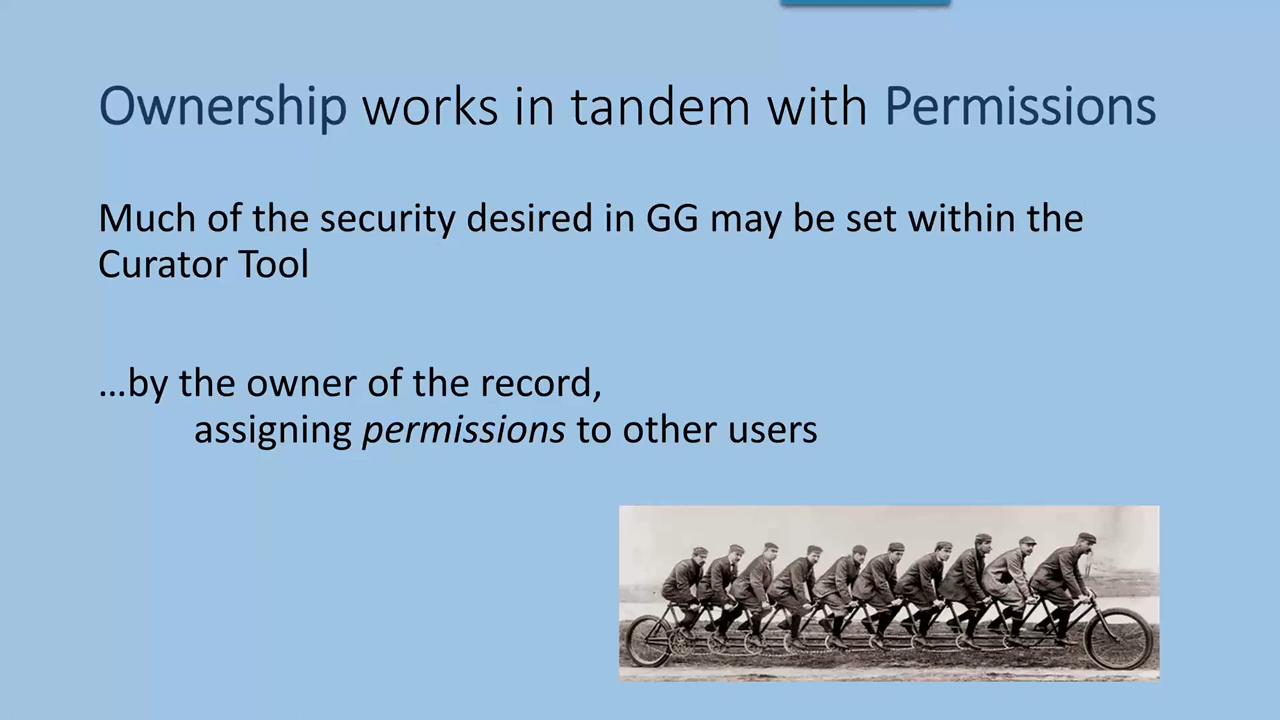 Ownership works in tandem with Permissions
Much of the security desired in GG may be set within the
Curator Tool
…by the owner of the record,
assigning permissions to other users